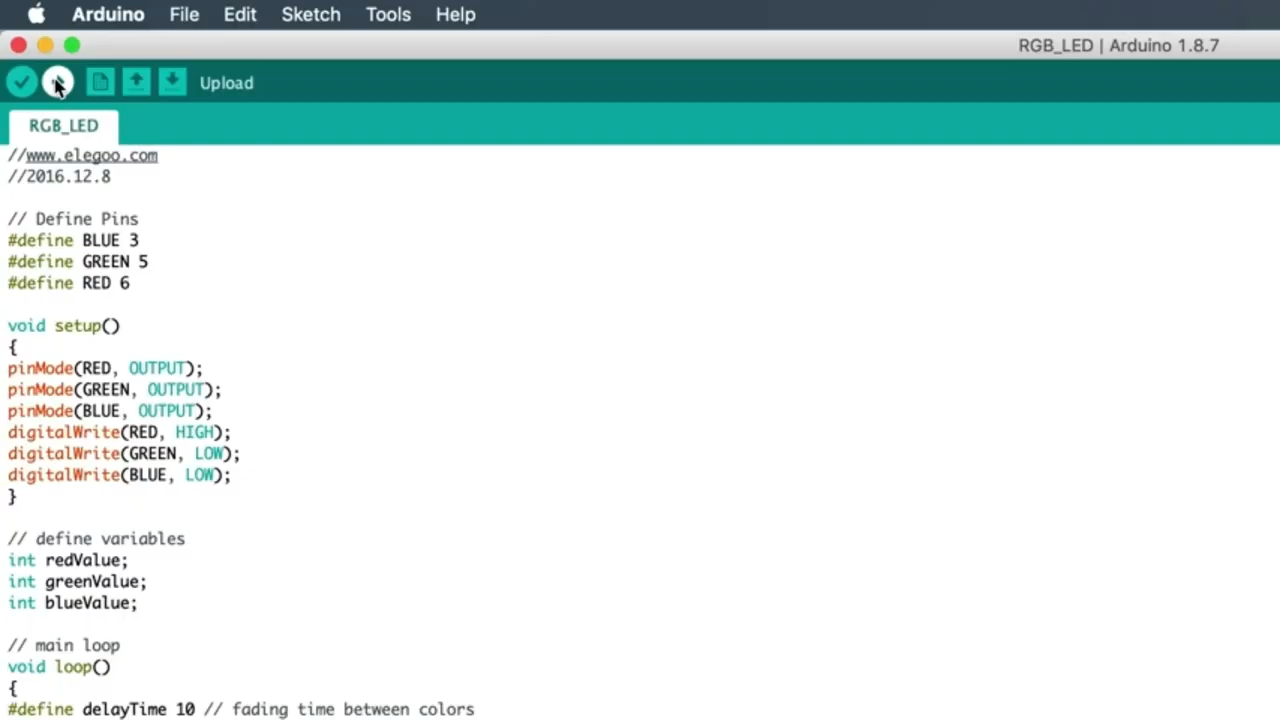 Arduino File Edit Sketch Tools Help
RGB_LED | Arduino 1.8.7
Upload
RGB_LED
//www.elegoo.com
//2016.12.8
// Define Pins
#define BLUE 3
#define GREEN 5
#define RED 6
void setup()
{
pinMode(RED, OUTPUT);
pinMode(GREEN, OUTPUT);
pinMode(BLUE, OUTPUT);
digitalWrite(RED, HIGH);
digitalWrite(GREEN, LOW);
digitalWrite(BLUE, LOW);
}
// define variables
int redValue;
int greenValue;
int blueValue;
// main loop
void loop()
{
#define delayTime 10 // fading time between colors